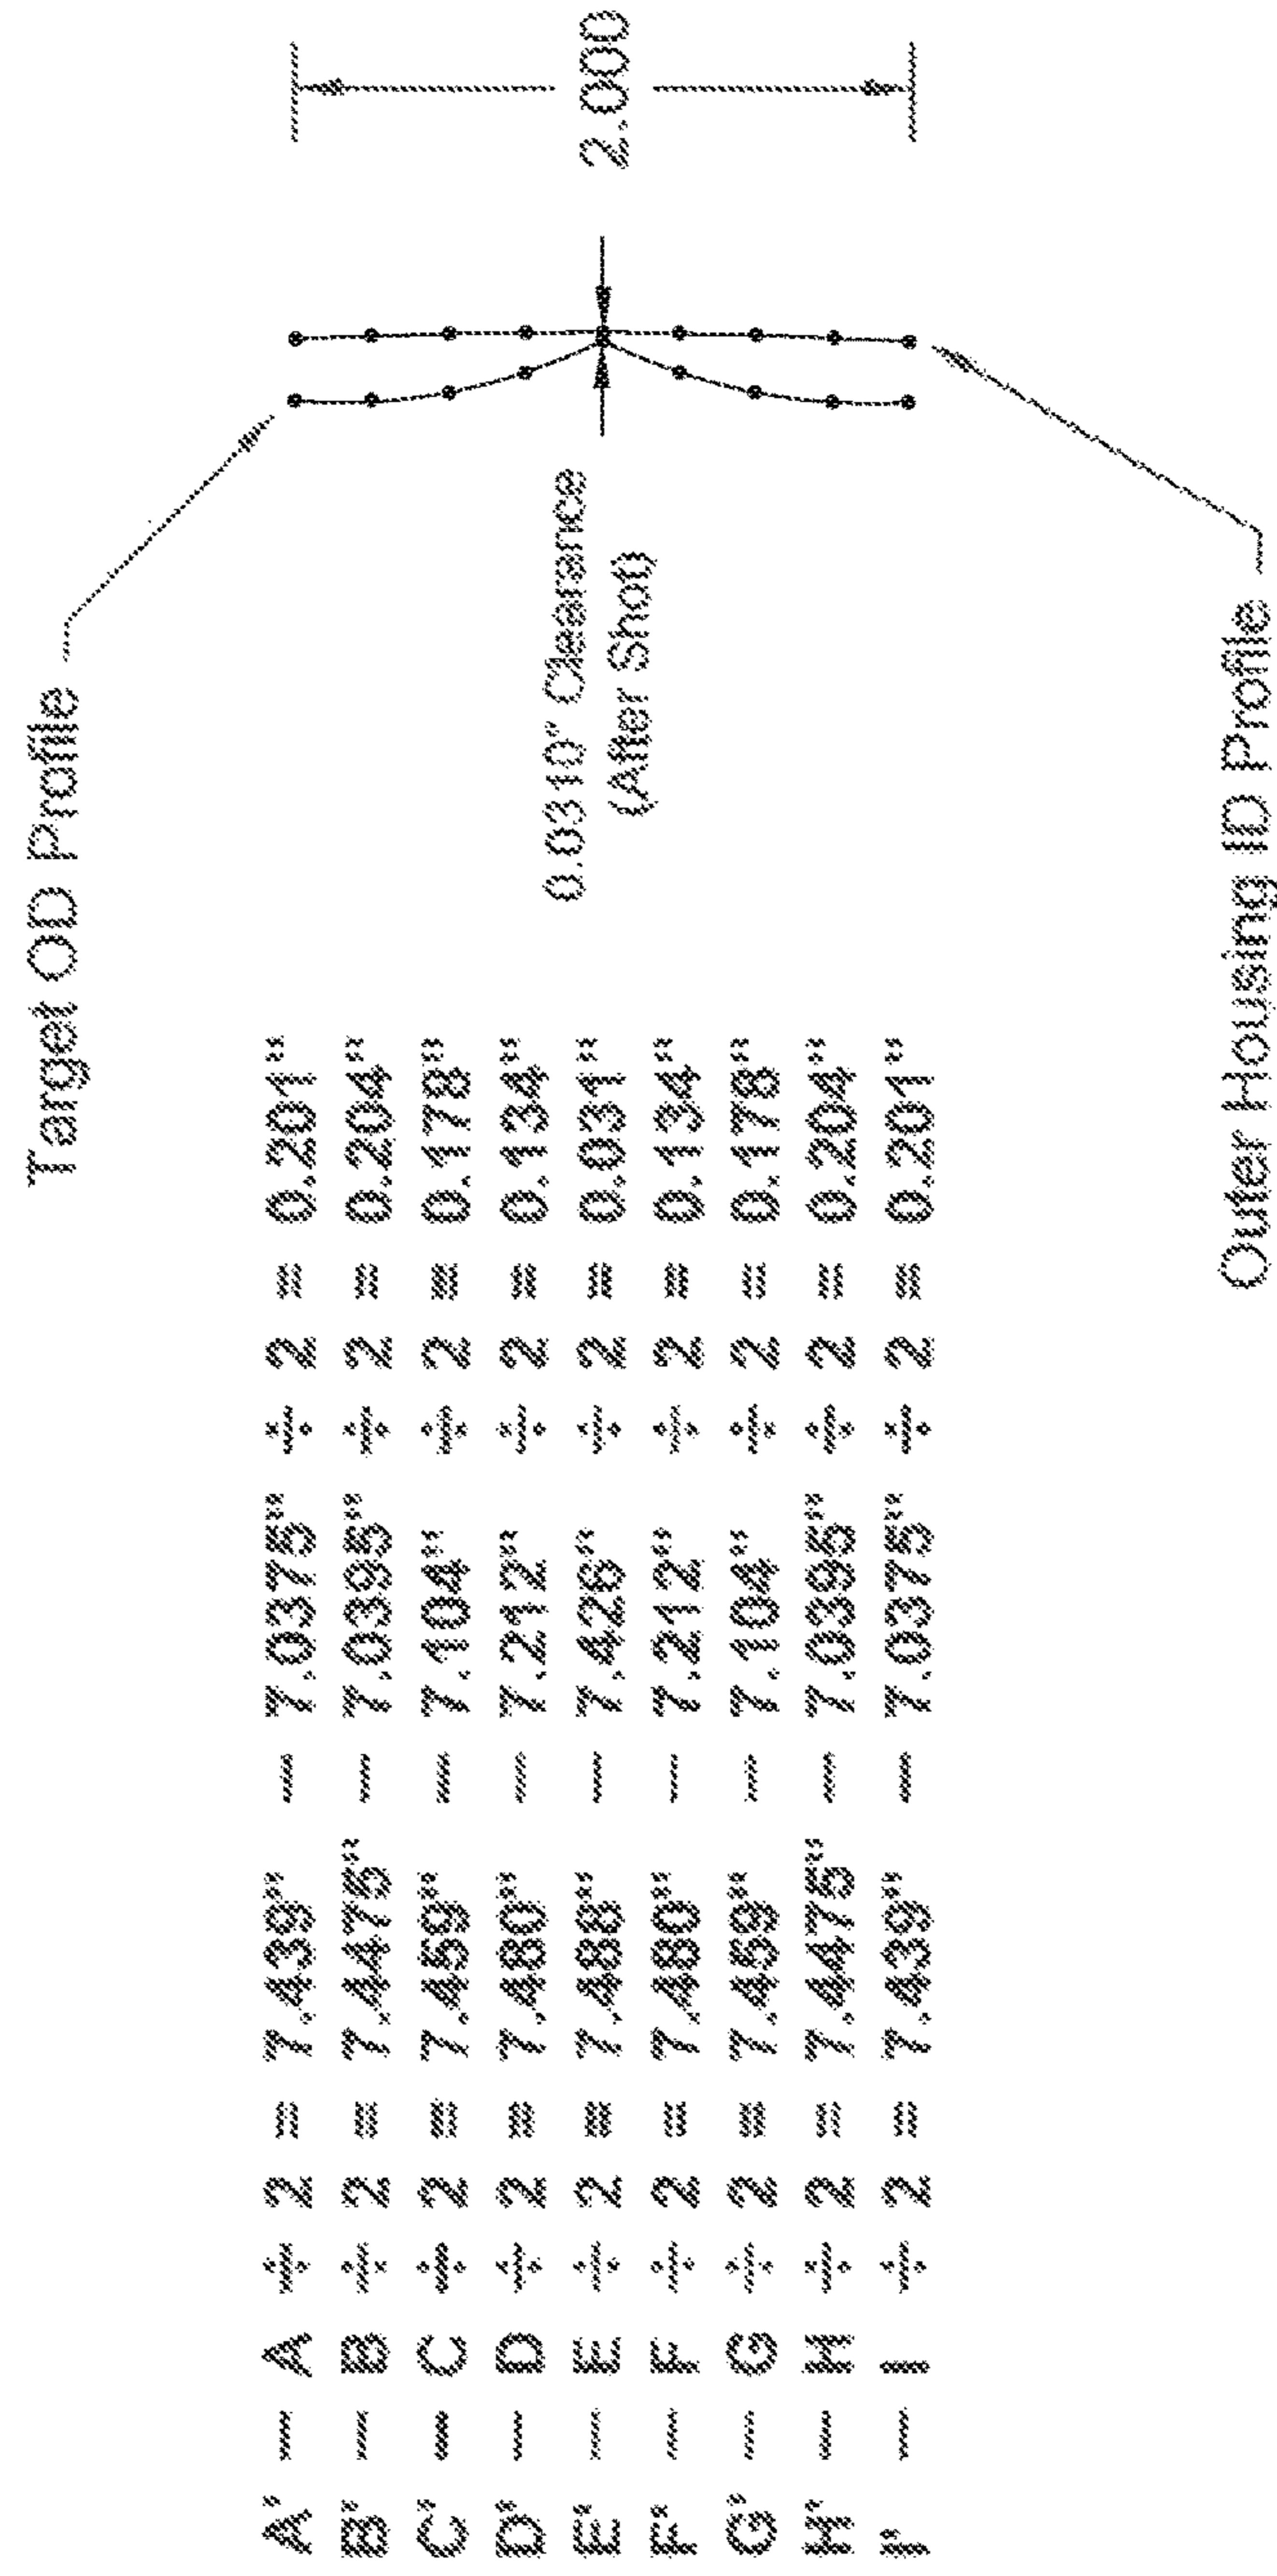 A' — A ÷ 2 = 7.439" — 7.0375" ÷ 2 = 0.201"
B' — B ÷ 2 = 7.4475" — 7.0395" ÷ 2 = 0.204"
C' — C ÷ 2 = 7.459" — 7.104" ÷ 2 = 0.178"
D' — D ÷ 2 = 7.480" — 7.212" ÷ 2 = 0.134"
E' — E ÷ 2 = 7.488" — 7.426" ÷ 2 = 0.031"
F' — F ÷ 2 = 7.480" — 7.212" ÷ 2 = 0.134"
G' — G ÷ 2 = 7.459" — 7.104" ÷ 2 = 0.178"
H' — H ÷ 2 = 7.4475" — 7.0395" ÷ 2 = 0.204"
I' — I ÷ 2 = 7.439" — 7.0375" ÷ 2 = 0.201"
Target OD Profile
0.0310" Clearance
(After Shot)
2.000
Outer Housing ID Profile